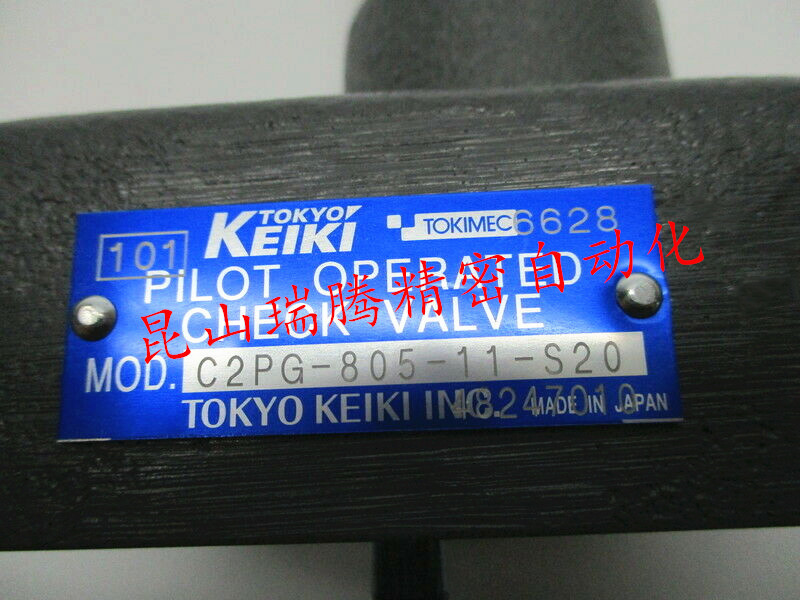 101 TOKYO KEIKI TOKIMEC 6628
PILOT OPERATED
昆山瑞腾精密自动化
CHECK VALVE
MOD. C2PG-805-11-S20
TOKYO KEIKI INC. 48247010 MADE IN JAPAN